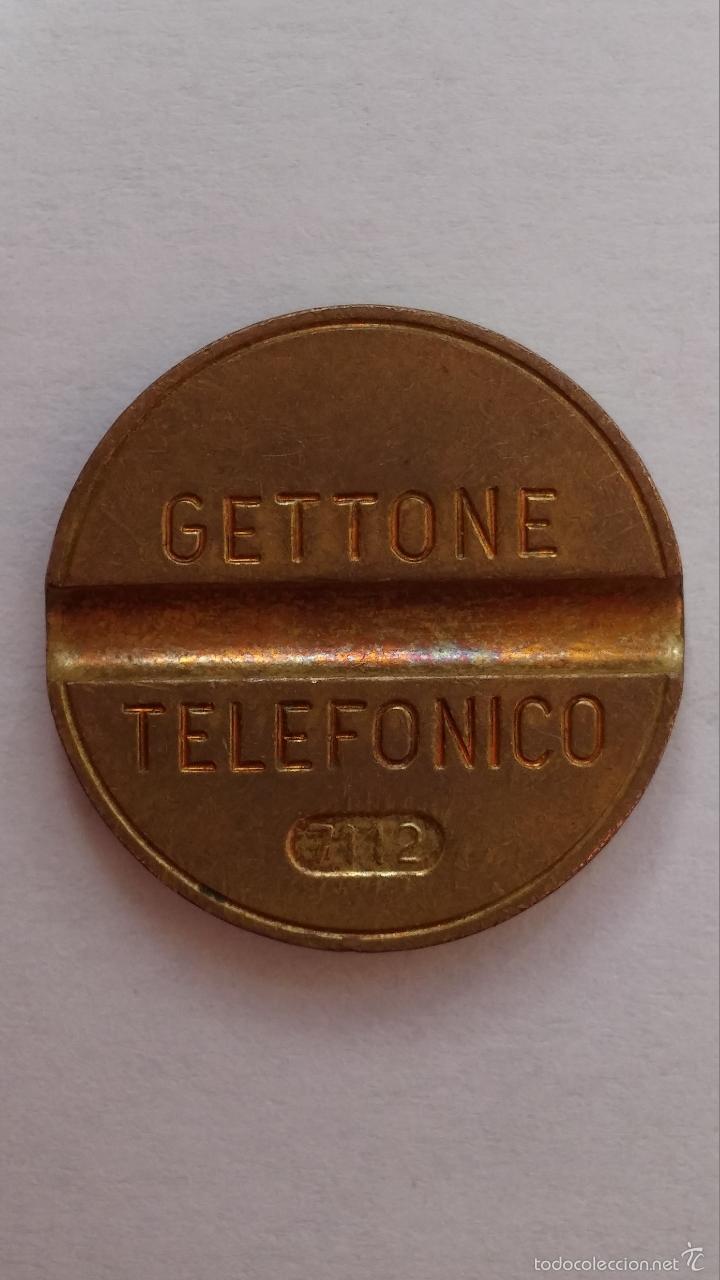 GETTONE
TELEFONICO
7112
todocoleccion.net